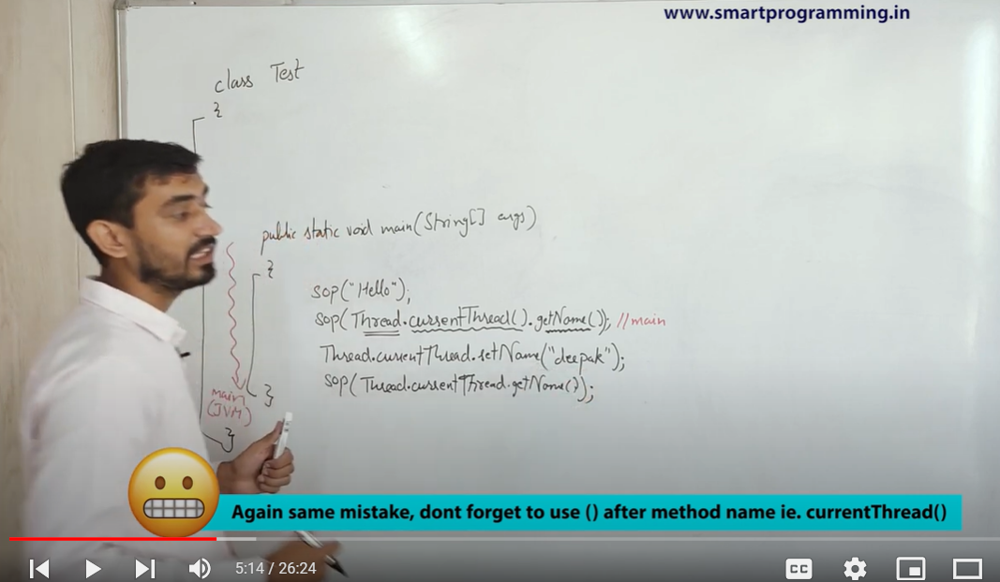 www.smartprogramming.in
class Test
{
public static void main(String[] args)
{
SOP("Hello");
SOP(Thread.currentThread().getName()); //main
Thread.currentThread.setName("deepak");
SOP(Thread.currentThread.getName());
}
main
(JVM)
}
Again same mistake, dont forget to use () after method name ie. currentThread()
5:14 / 26:24
CC